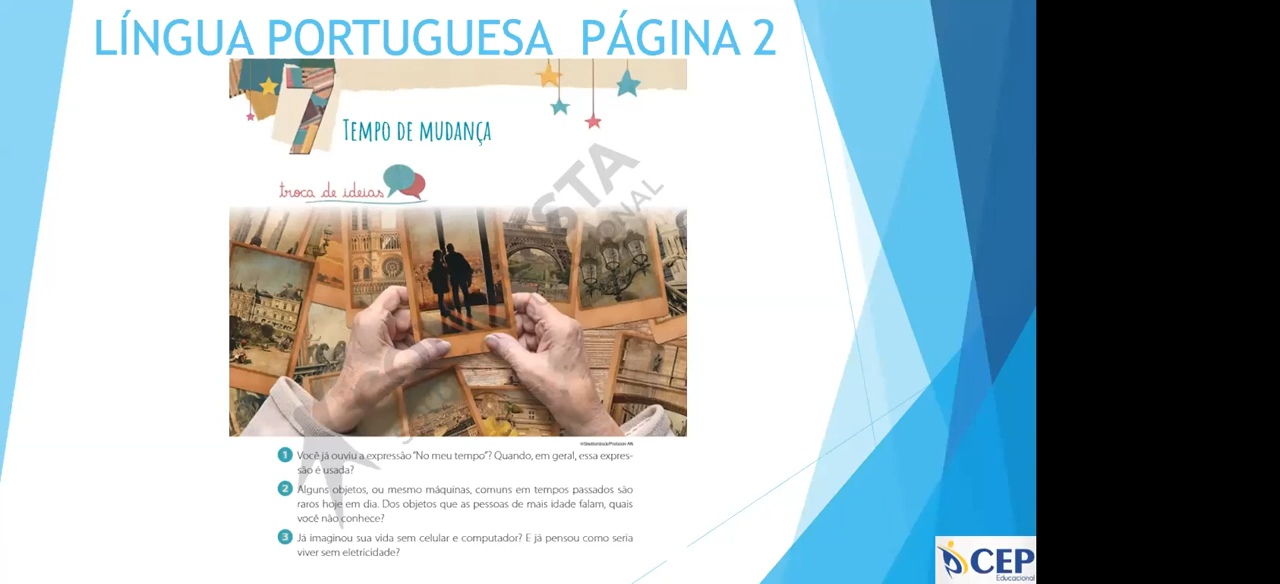 LÍNGUA PORTUGUESA PÁGINA 2
7
TEMPO DE MUDANÇA
troca de ideias
1 Você já ouviu a expressão “No meu tempo”? Quando, em geral, essa expres-
são é usada?
2 Alguns objetos, ou mesmo máquinas, comuns em tempos passados são
raros hoje em dia. Dos objetos que as pessoas de mais idade falam, quais
você não conhece?
3 Já imaginou sua vida sem celular e computador? E já pensou como seria
viver sem eletricidade?
CEP
Educacional